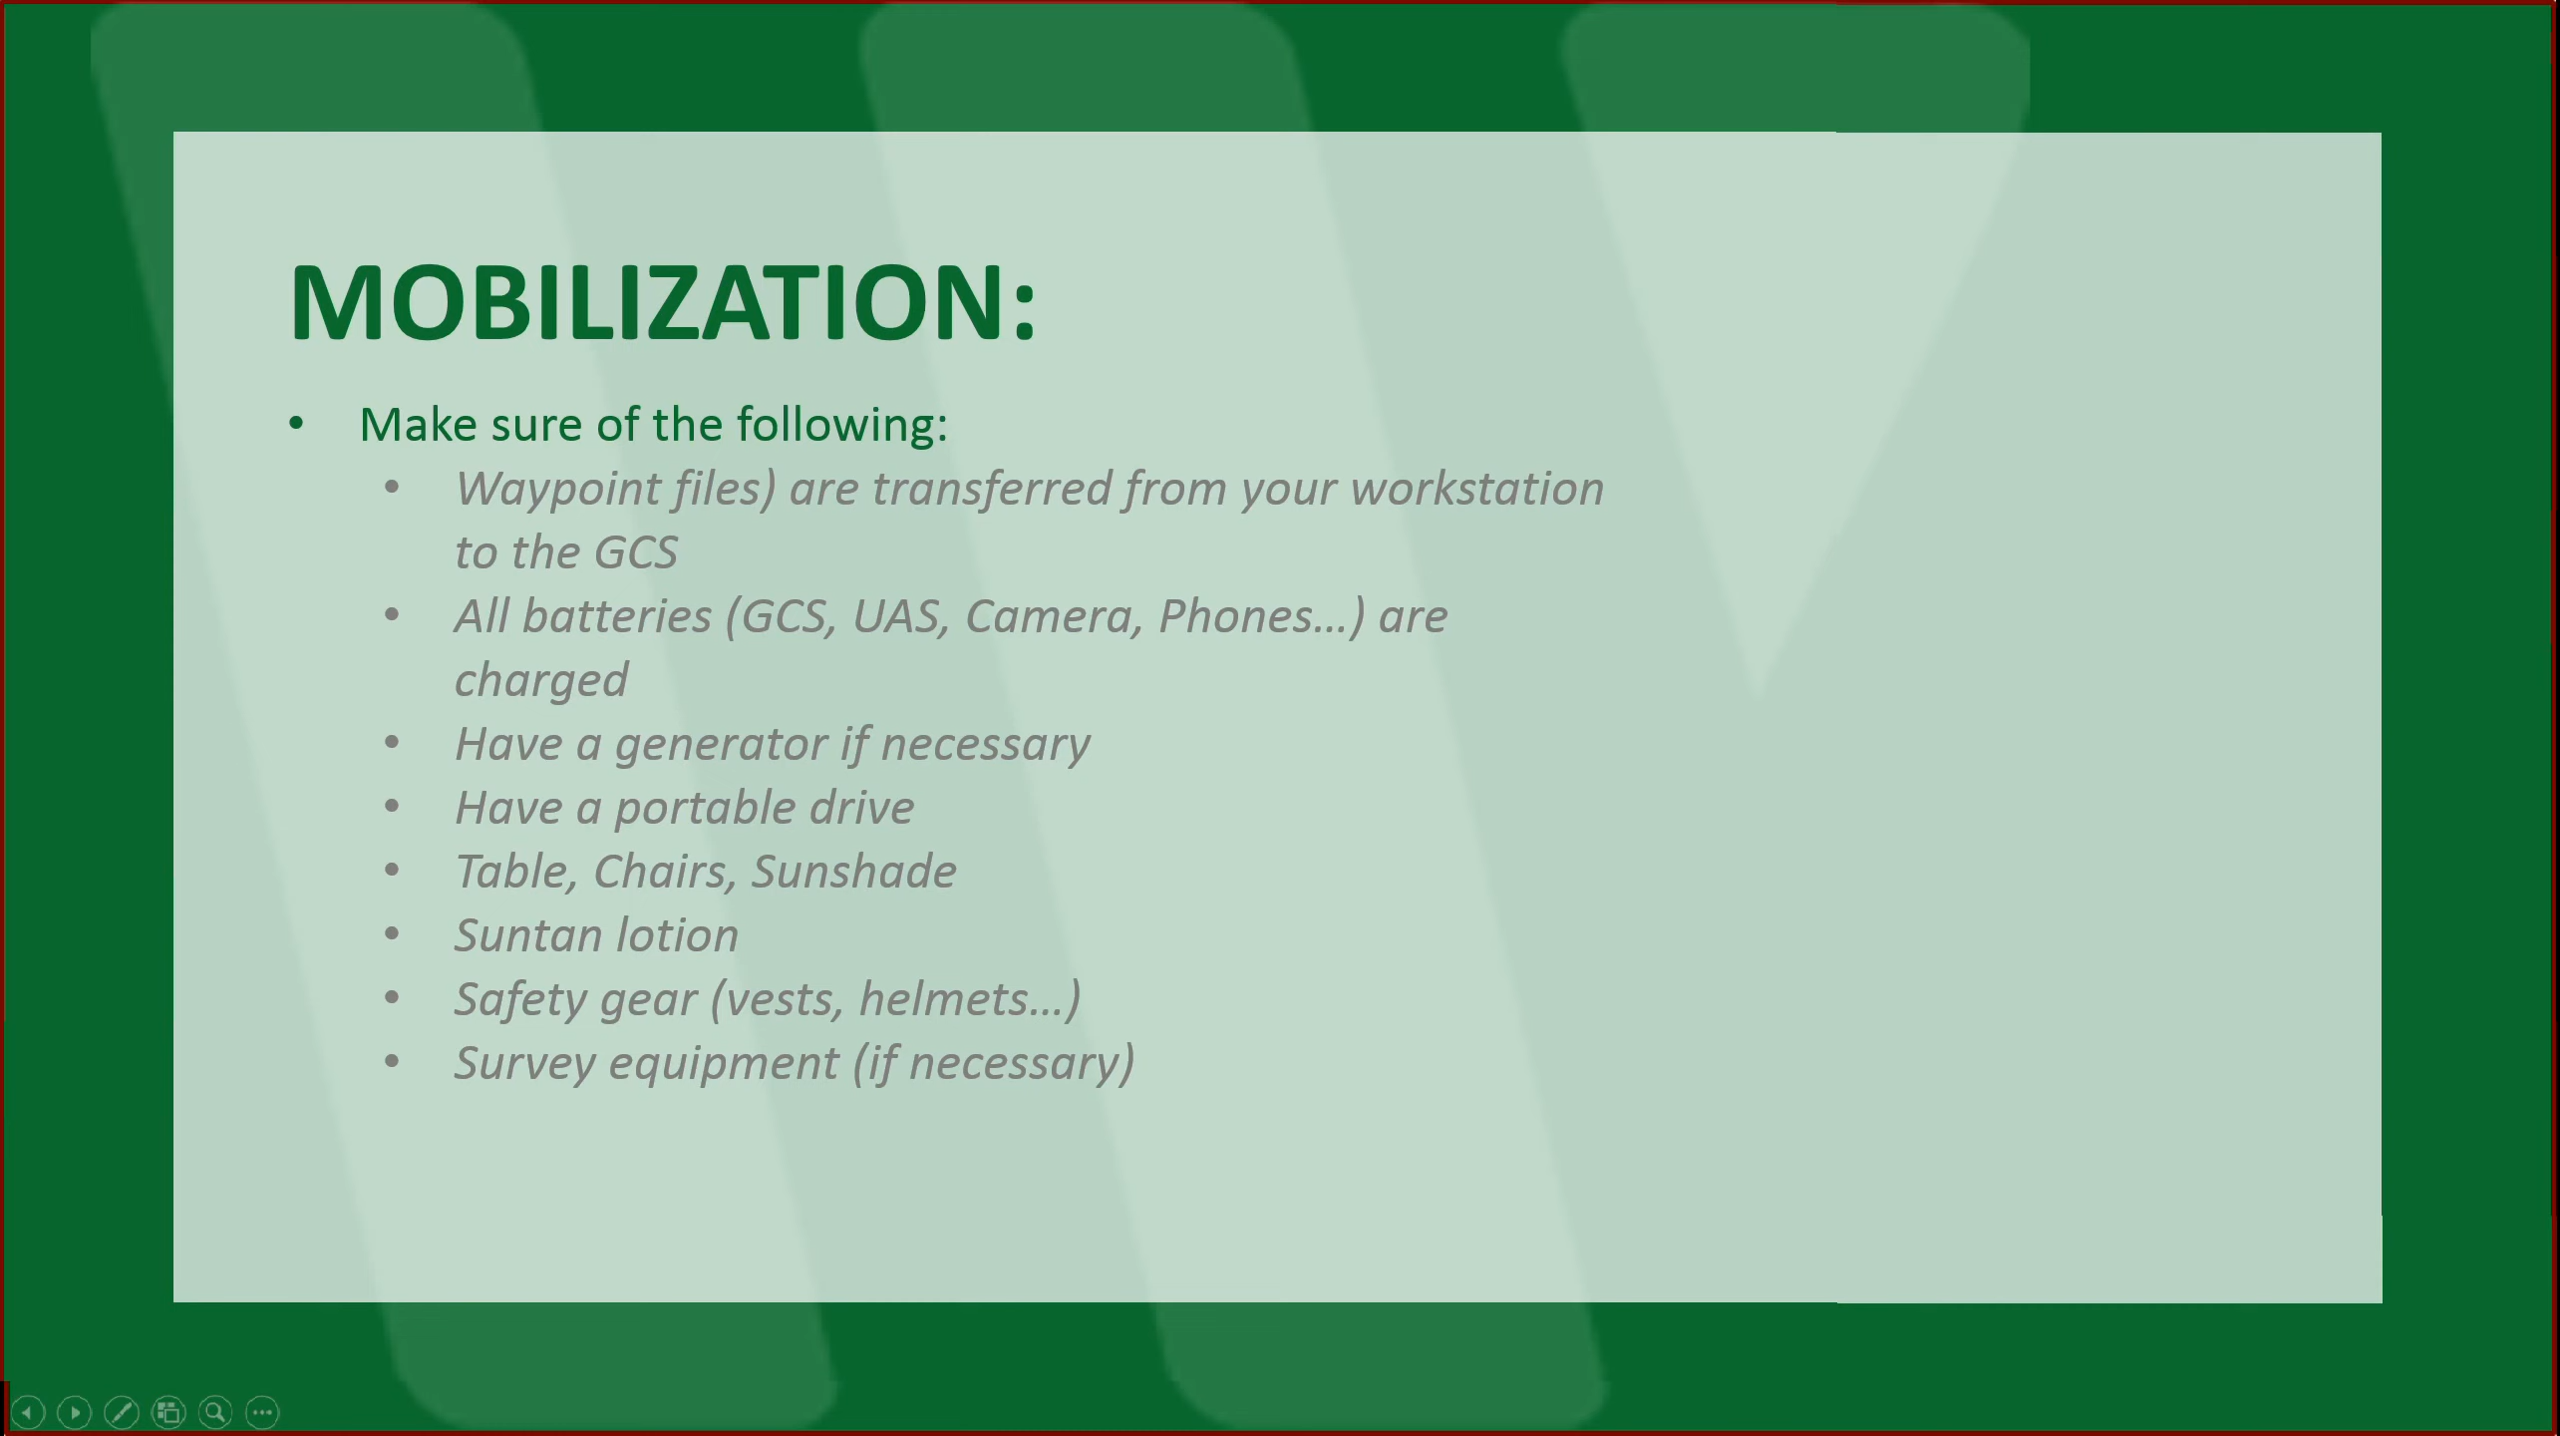 MOBILIZATION:
• Make sure of the following:
• Waypoint files) are transferred from your workstation
to the GCS
• All batteries (GCS, UAS, Camera, Phones...) are
charged
• Have a generator if necessary
• Have a portable drive
• Table, Chairs, Sunshade
• Suntan lotion
• Safety gear (vests, helmets...)
• Survey equipment (if necessary)